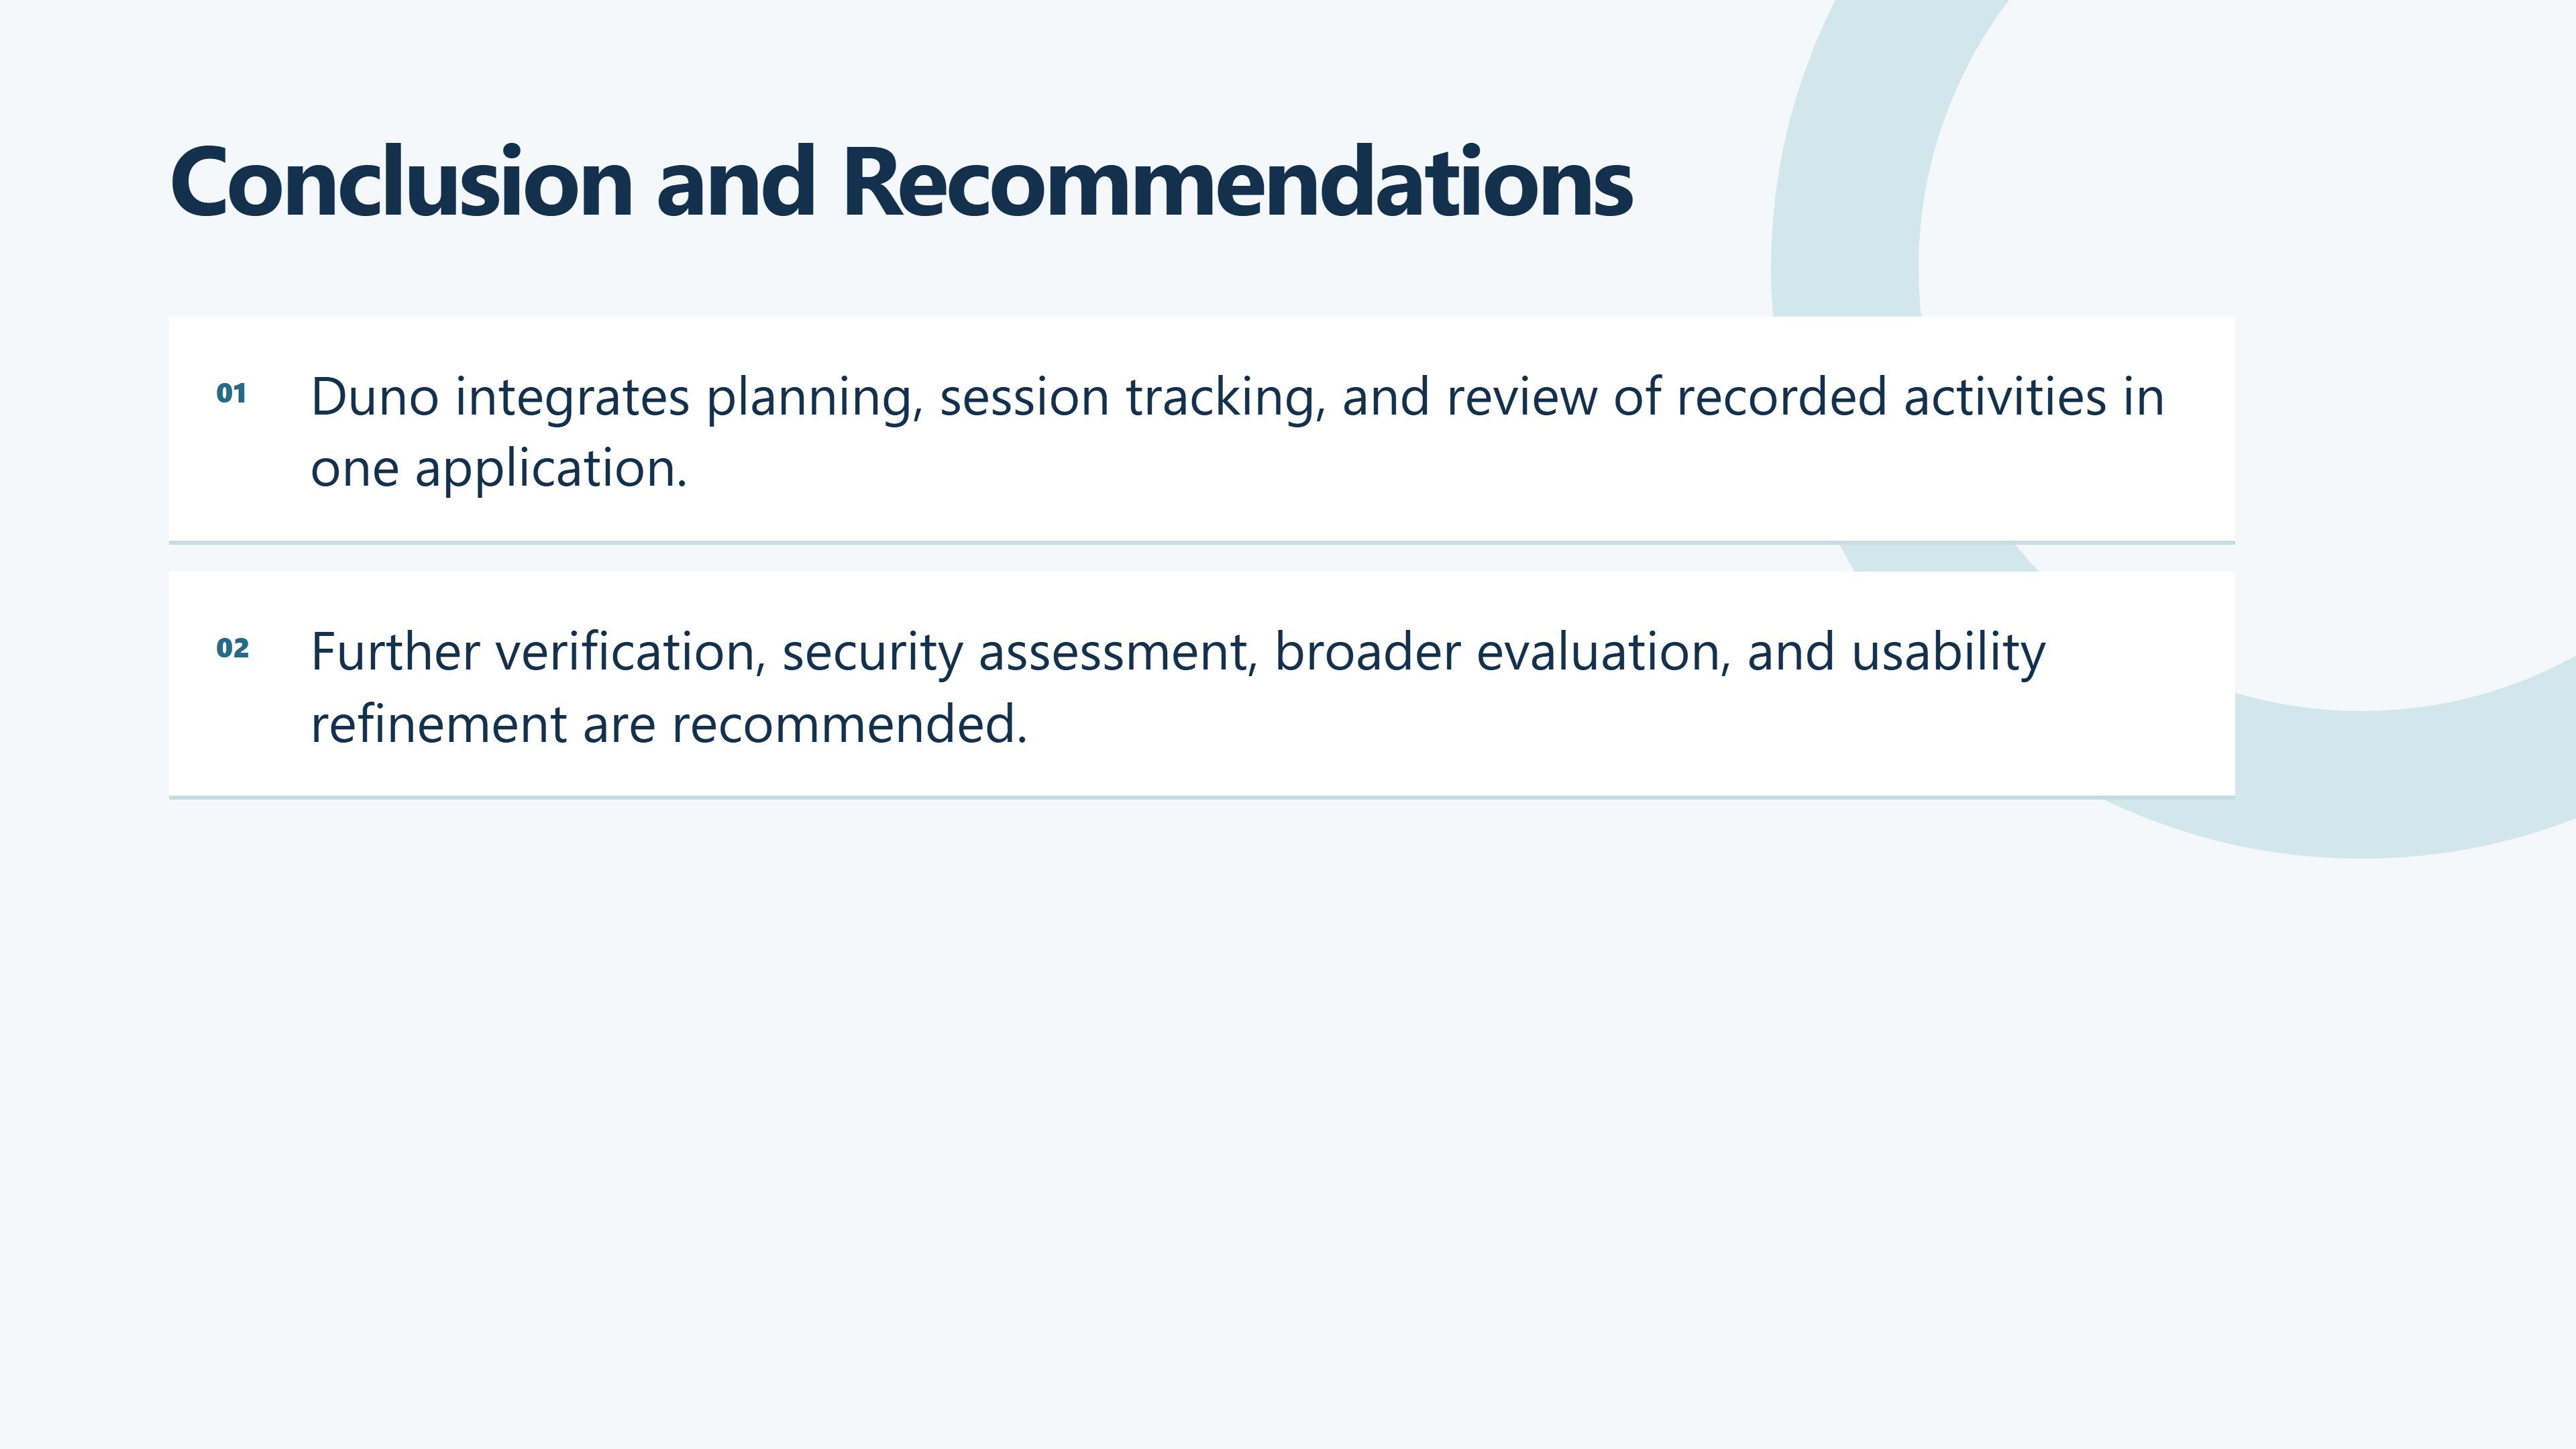 Conclusion and Recommendations
01
Duno integrates planning, session tracking, and review of recorded activities in
one application.
02
Further verification, security assessment, broader evaluation, and usability
refinement are recommended.